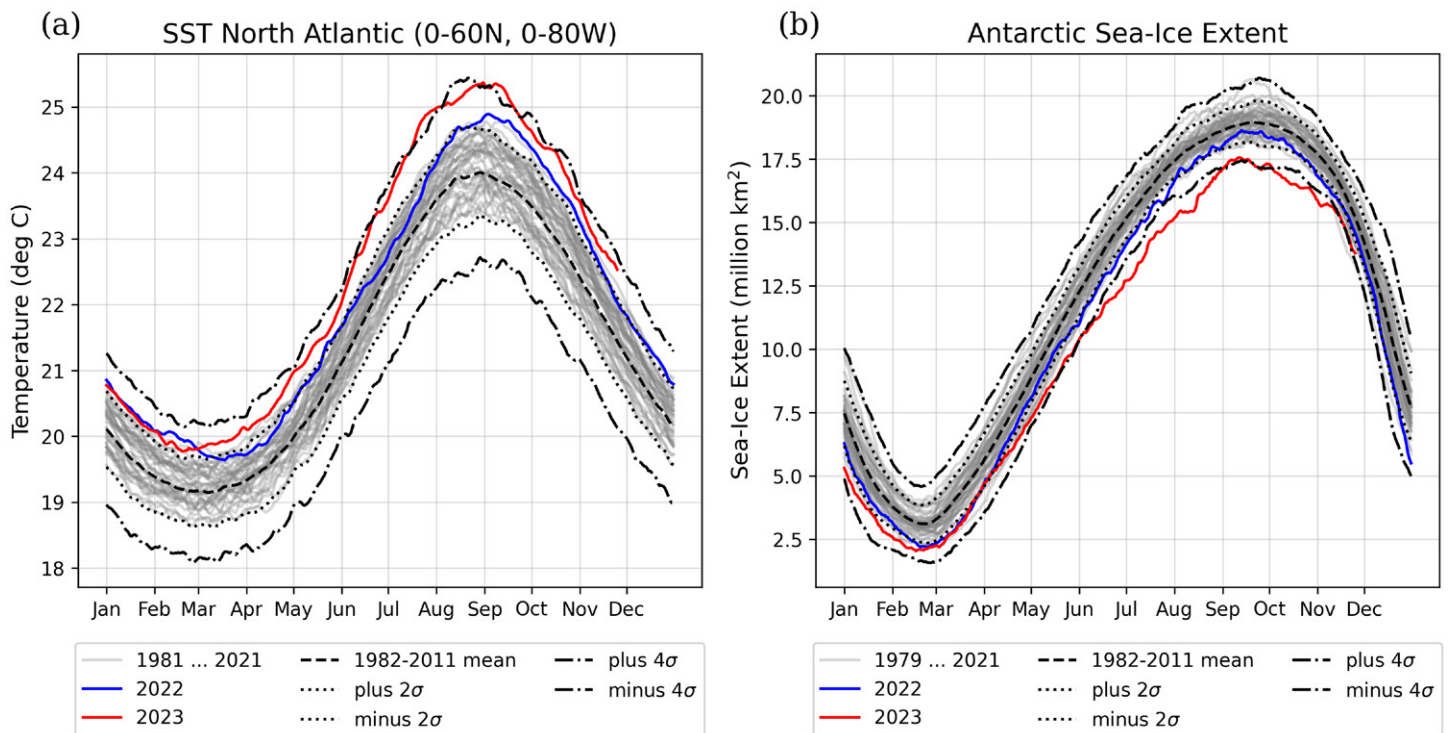 (a)
SST North Atlantic (0-60N, 0-80W)
Temperature (deg C)
25
24
23
22
21
20
19
18
Jan Feb Mar Apr May Jun Jul Aug Sep Oct Nov Dec
1981 ... 2021
2022
2023
1982-2011 mean
plus 2σ
minus 2σ
plus 4σ
minus 4σ
(b)
Antarctic Sea-Ice Extent
Sea-Ice Extent (million km²)
20.0
17.5
15.0
12.5
10.0
7.5
5.0
2.5
Jan Feb Mar Apr May Jun Jul Aug Sep Oct Nov Dec
1979 ... 2021
2022
2023
1982-2011 mean
plus 2σ
minus 2σ
plus 4σ
minus 4σ